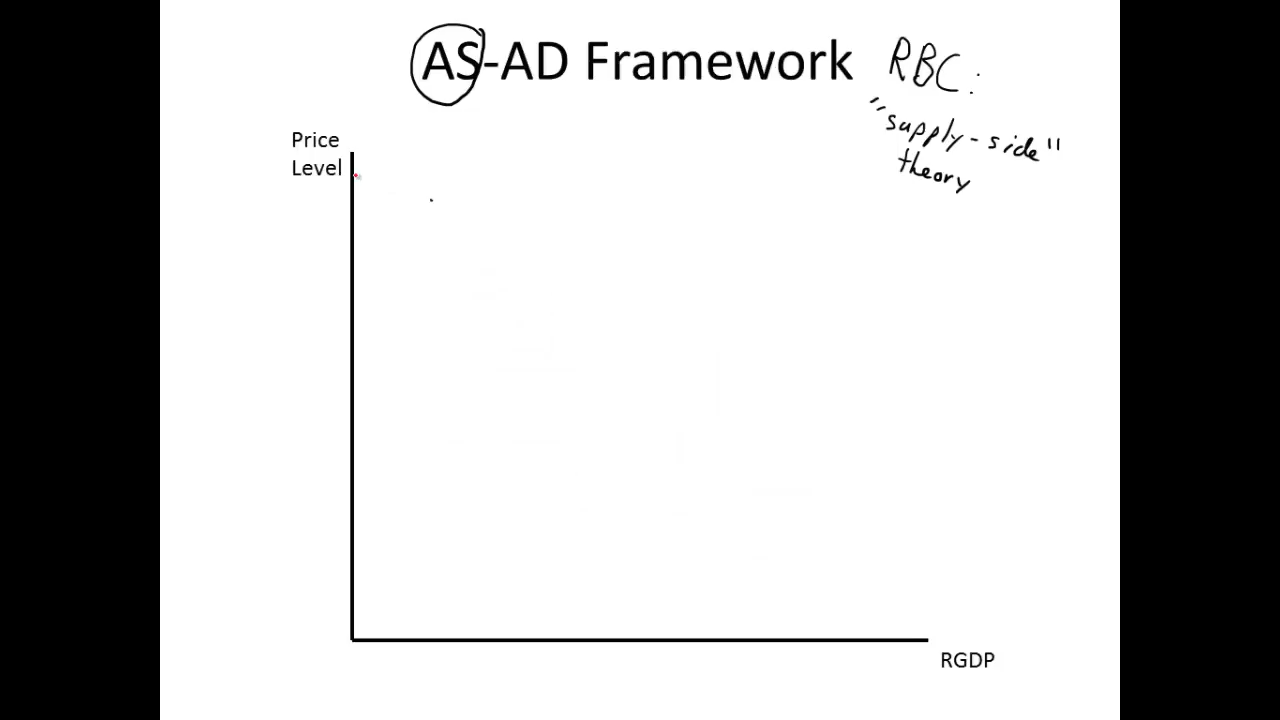 AS-AD Framework RBC:
"supply-side"
theory
Price
Level
RGDP